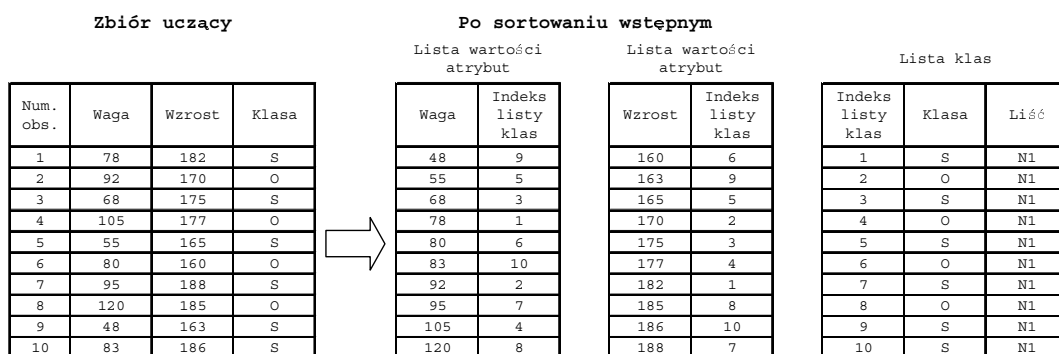 Zbiór uczący
Po sortowaniu wstępnym
Lista wartości atrybut
Lista wartości atrybut
Lista klas
Num. obs. Waga Wzrost Klasa
1 78 182 S
2 92 170 O
3 68 175 S
4 105 177 O
5 55 165 S
6 80 160 O
7 95 188 S
8 120 185 O
9 48 163 S
10 83 186 S
Waga Indeks listy klas
48 9
55 5
68 3
78 1
80 6
83 10
92 2
95 7
105 4
120 8
Wzrost Indeks listy klas
160 6
163 9
165 5
170 2
175 3
177 4
182 1
185 8
186 10
188 7
Indeks listy klas Klasa Liść
1 S N1
2 O N1
3 S N1
4 O N1
5 S N1
6 O N1
7 S N1
8 O N1
9 S N1
10 S N1